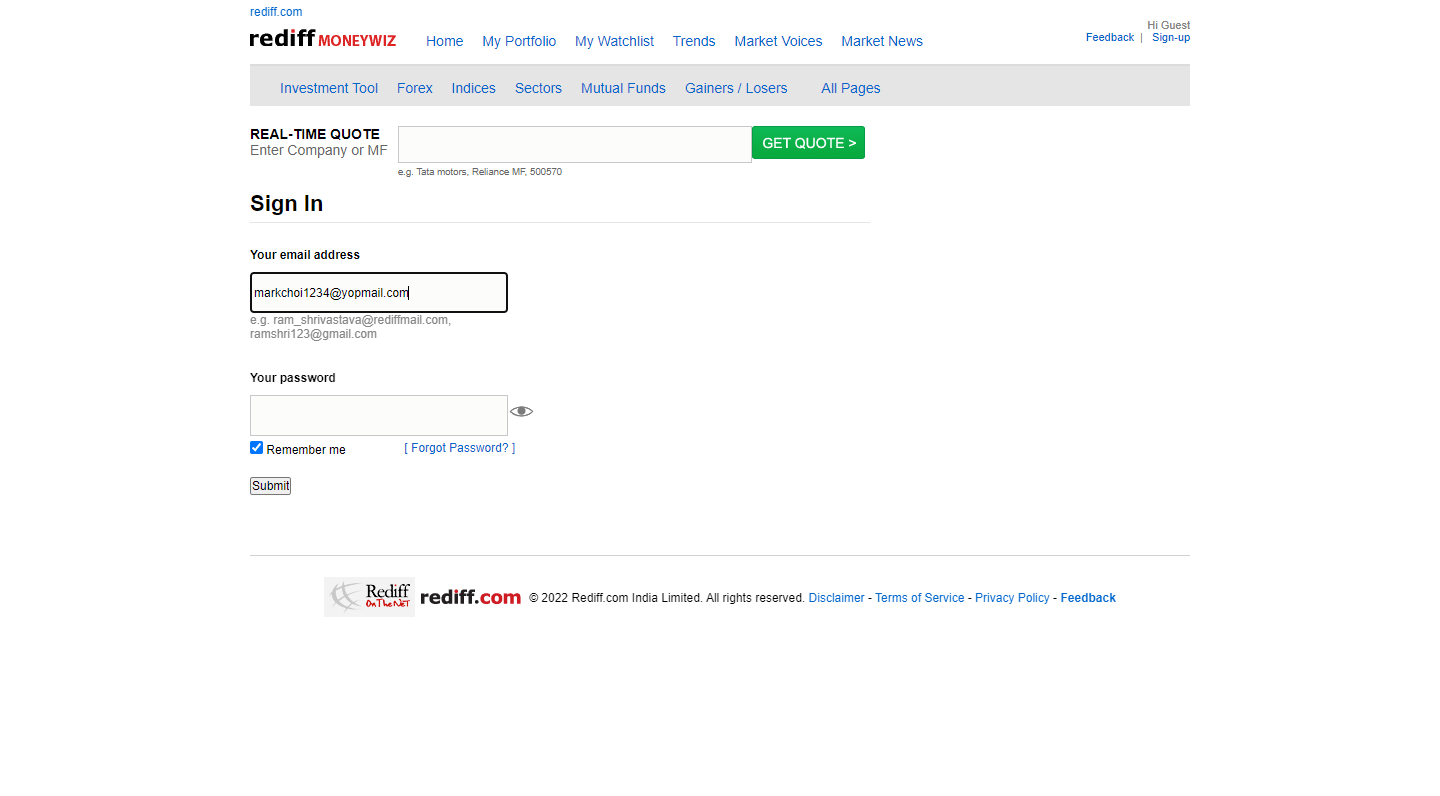 rediff.com
rediff MONEYWIZ Home My Portfolio My Watchlist Trends Market Voices Market News
Hi Guest
Feedback | Sign-up
Investment Tool Forex Indices Sectors Mutual Funds Gainers / Losers All Pages
REAL-TIME QUOTE
Enter Company or MF
GET QUOTE >
e.g. Tata motors, Reliance MF, 500570
Sign In
Your email address
markchoi1234@yopmail.com
e.g. ram_shrivastava@rediffmail.com,
ramshri123@gmail.com
Your password
Remember me [ Forgot Password? ]
Submit
Rediff
On The NET
rediff.com © 2022 Rediff.com India Limited. All rights reserved. Disclaimer - Terms of Service - Privacy Policy - Feedback